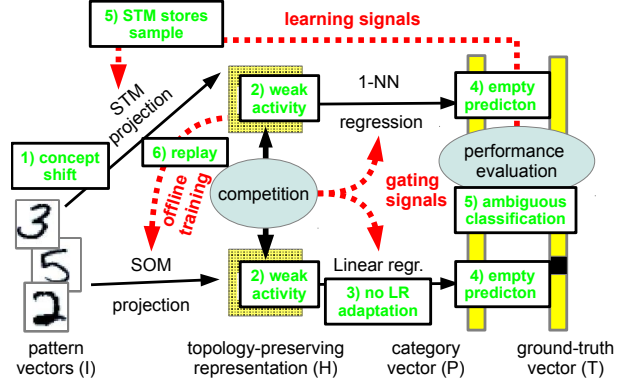 5) STM stores
sample
learning signals
STM
projection
2) weak
activity
1-NN
regression
4) empty
predicton
1) concept
shift
6) replay
offline
training
competition
gating
signals
performance
evaluation
5) ambiguous
classification
3
5
2
SOM
projection
2) weak
activity
Linear regr.
3) no LR
adaptation
4) empty
predicton
pattern
vectors (I)
topology-preserving
representation (H)
category
vector (P)
ground-truth
vector (T)